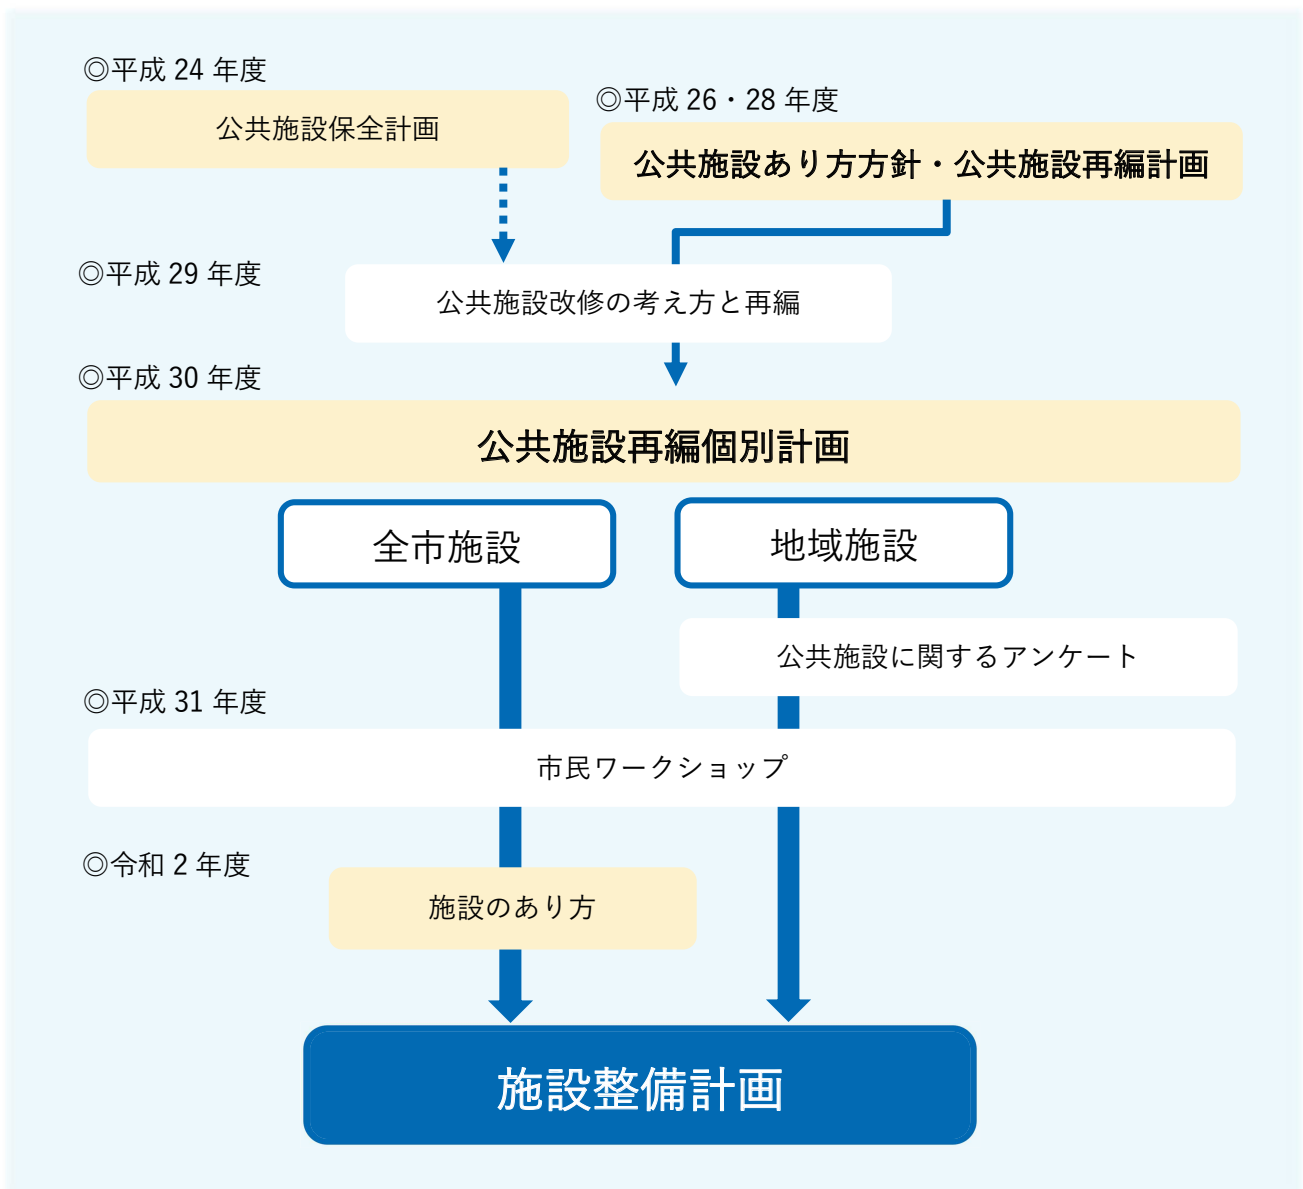 ◎平成 24 年度
公共施設保全計画
◎平成 26・28 年度
公共施設あり方方針・公共施設再編計画
◎平成 29 年度
公共施設改修の考え方と再編
◎平成 30 年度
公共施設再編個別計画
全市施設
地域施設
公共施設に関するアンケート
◎平成 31 年度
市民ワークショップ
◎令和 2 年度
施設のあり方
施設整備計画